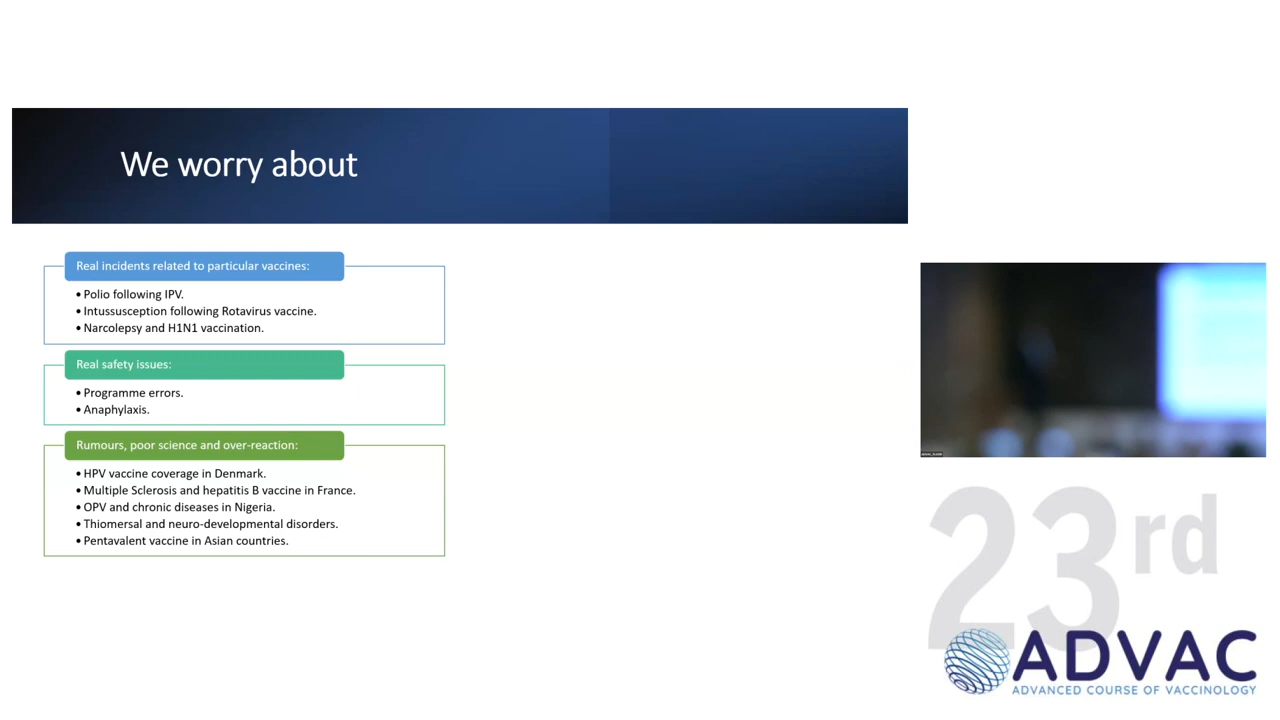 We worry about
Real incidents related to particular vaccines:
• Polio following IPV.
• Intussusception following Rotavirus vaccine.
• Narcolepsy and H1N1 vaccination.
Real safety issues:
• Programme errors.
• Anaphylaxis.
Rumours, poor science and over-reaction:
• HPV vaccine coverage in Denmark.
• Multiple Sclerosis and hepatitis B vaccine in France.
• OPV and chronic diseases in Nigeria.
• Thiomersal and neuro-developmental disorders.
• Pentavalent vaccine in Asian countries.
23rd
ADVAC
ADVANCED COURSE OF VACCINOLOGY